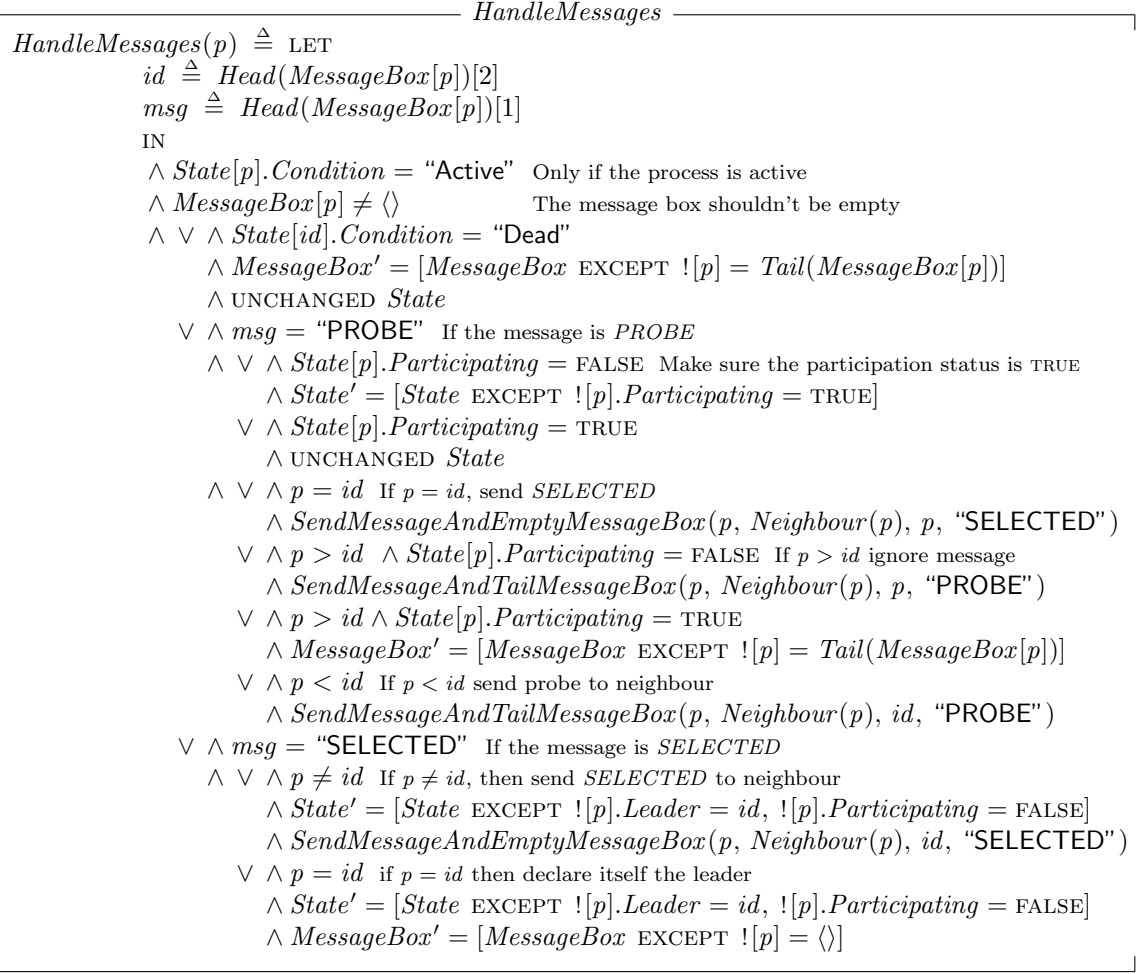 HandleMessages
HandleMessages(p) ≜ LET
id ≜ Head(MessageBox[p])[2]
msg ≜ Head(MessageBox[p])[1]
IN
∧ State[p].Condition = “Active” Only if the process is active
∧ MessageBox[p] ≠ ⟨⟩ The message box shouldn't be empty
∧ ∨ ∧ State[id].Condition = “Dead”
∧ MessageBox′ = [MessageBox EXCEPT ![p] = Tail(MessageBox[p])]
∧ UNCHANGED State
∨ ∧ msg = “PROBE” If the message is PROBE
∧ ∨ ∧ State[p].Participating = FALSE Make sure the participation status is TRUE
∧ State′ = [State EXCEPT ![p].Participating = TRUE]
∨ ∧ State[p].Participating = TRUE
∧ UNCHANGED State
∧ ∨ ∧ p = id If p = id, send SELECTED
∧ SendMessageAndEmptyMessageBox(p, Neighbour(p), p, “SELECTED”)
∨ ∧ p > id ∧ State[p].Participating = FALSE If p > id ignore message
∧ SendMessageAndTailMessageBox(p, Neighbour(p), p, “PROBE”)
∨ ∧ p > id ∧ State[p].Participating = TRUE
∧ MessageBox′ = [MessageBox EXCEPT ![p] = Tail(MessageBox[p])]
∨ ∧ p < id If p < id send probe to neighbour
∧ SendMessageAndTailMessageBox(p, Neighbour(p), id, “PROBE”)
∨ ∧ msg = “SELECTED” If the message is SELECTED
∧ ∨ ∧ p ≠ id If p ≠ id, then send SELECTED to neighbour
∧ State′ = [State EXCEPT ![p].Leader = id, ![p].Participating = FALSE]
∧ SendMessageAndEmptyMessageBox(p, Neighbour(p), id, “SELECTED”)
∨ ∧ p = id if p = id then declare itself the leader
∧ State′ = [State EXCEPT ![p].Leader = id, ![p].Participating = FALSE]
∧ MessageBox′ = [MessageBox EXCEPT ![p] = ⟨⟩]